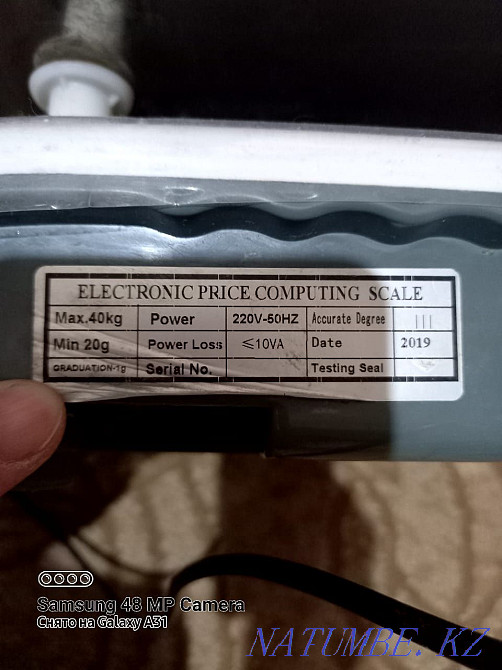 ELECTRONIC PRICE COMPUTING SCALE
Max.40kg Power 220V-50HZ Accurate Degree III
Min 20g Power Loss ≤10VA Date 2019
GRADUATION-1g Serial No. Testing Seal
Samsung 48 MP Camera
Снято на Galaxy A31
NATUMBE.KZ